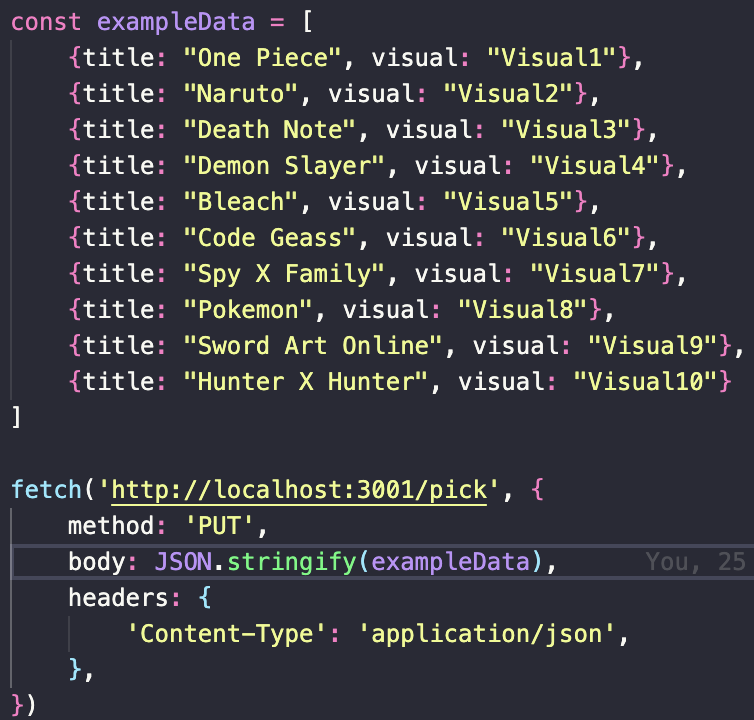 const exampleData = [
    {title: "One Piece", visual: "Visual1"},
    {title: "Naruto", visual: "Visual2"},
    {title: "Death Note", visual: "Visual3"},
    {title: "Demon Slayer", visual: "Visual4"},
    {title: "Bleach", visual: "Visual5"},
    {title: "Code Geass", visual: "Visual6"},
    {title: "Spy X Family", visual: "Visual7"},
    {title: "Pokemon", visual: "Visual8"},
    {title: "Sword Art Online", visual: "Visual9"},
    {title: "Hunter X Hunter", visual: "Visual10"}
]

fetch('http://localhost:3001/pick', {
    method: 'PUT',
    body: JSON.stringify(exampleData),      You, 25
    headers: {
        'Content-Type': 'application/json',
    },
})